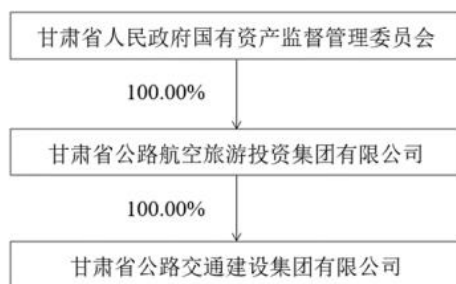 甘肃省人民政府国有资产监督管理委员会
100.00%
甘肃省公路航空旅游投资集团有限公司
100.00%
甘肃省公路交通建设集团有限公司